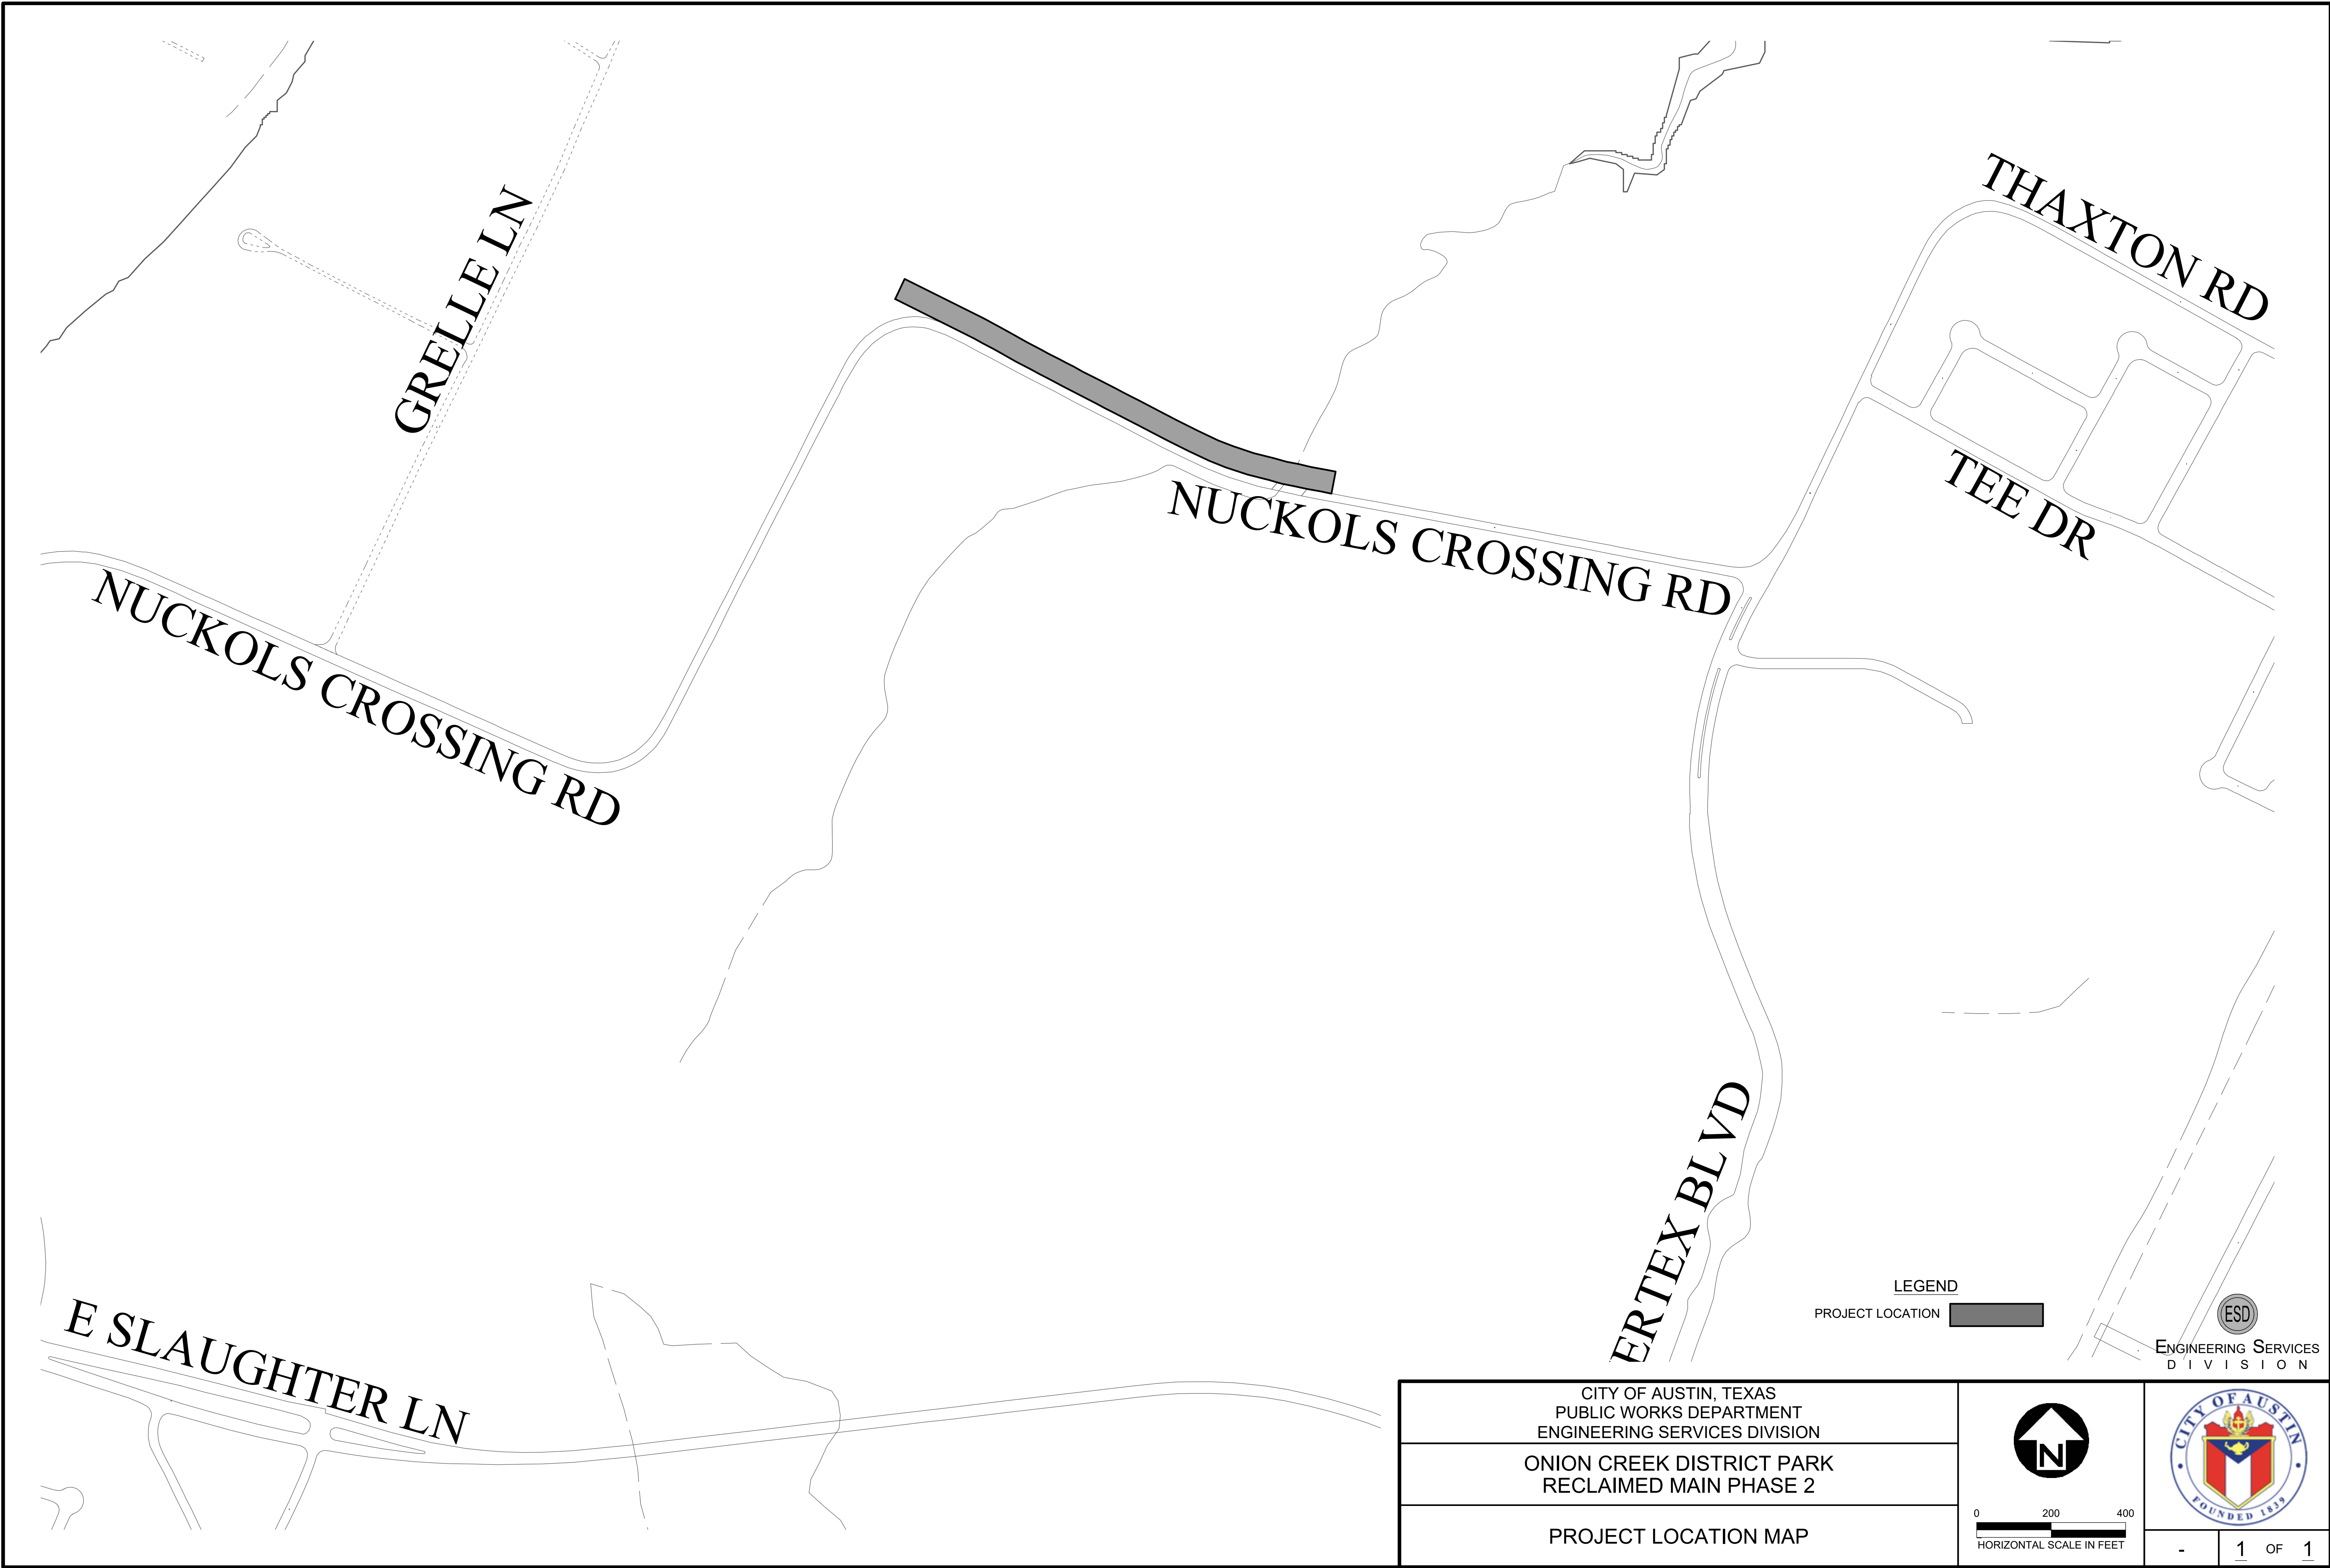 THAXTON RD
GRELLE LN
TEE DR
NUCKOLS CROSSING RD
NUCKOLS CROSSING RD
ERTEX BLVD
E SLAUGHTER LN
LEGEND
PROJECT LOCATION
ESD
ENGINEERING SERVICES
DIVISION
CITY OF AUSTIN, TEXAS
PUBLIC WORKS DEPARTMENT
ENGINEERING SERVICES DIVISION
ONION CREEK DISTRICT PARK
RECLAIMED MAIN PHASE 2
PROJECT LOCATION MAP
N
0 200 400
HORIZONTAL SCALE IN FEET
CITY OF AUSTIN
FOUNDED 1839
- 1 OF 1